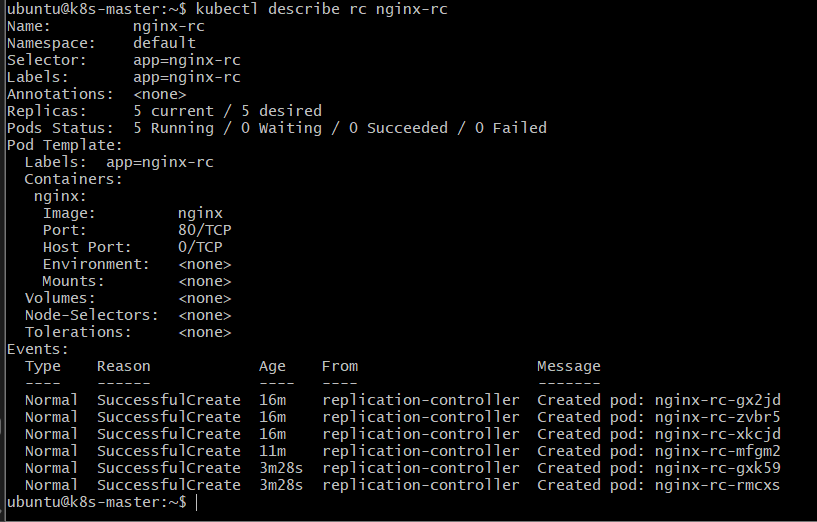 ubuntu@k8s-master:~$ kubectl describe rc nginx-rc
Name:         nginx-rc
Namespace:    default
Selector:     app=nginx-rc
Labels:       app=nginx-rc
Annotations:  <none>
Replicas:     5 current / 5 desired
Pods Status:  5 Running / 0 Waiting / 0 Succeeded / 0 Failed
Pod Template:
  Labels:  app=nginx-rc
  Containers:
   nginx:
    Image:         nginx
    Port:          80/TCP
    Host Port:     0/TCP
    Environment:   <none>
    Mounts:        <none>
  Volumes:         <none>
  Node-Selectors:  <none>
  Tolerations:     <none>
Events:
  Type    Reason            Age    From                    Message
  ----    ------            ----   ----                    -------
  Normal  SuccessfulCreate  16m    replication-controller  Created pod: nginx-rc-gx2jd
  Normal  SuccessfulCreate  16m    replication-controller  Created pod: nginx-rc-zvbr5
  Normal  SuccessfulCreate  16m    replication-controller  Created pod: nginx-rc-xkcjd
  Normal  SuccessfulCreate  11m    replication-controller  Created pod: nginx-rc-mfgm2
  Normal  SuccessfulCreate  3m28s  replication-controller  Created pod: nginx-rc-gxk59
  Normal  SuccessfulCreate  3m28s  replication-controller  Created pod: nginx-rc-rmcxs
ubuntu@k8s-master:~$